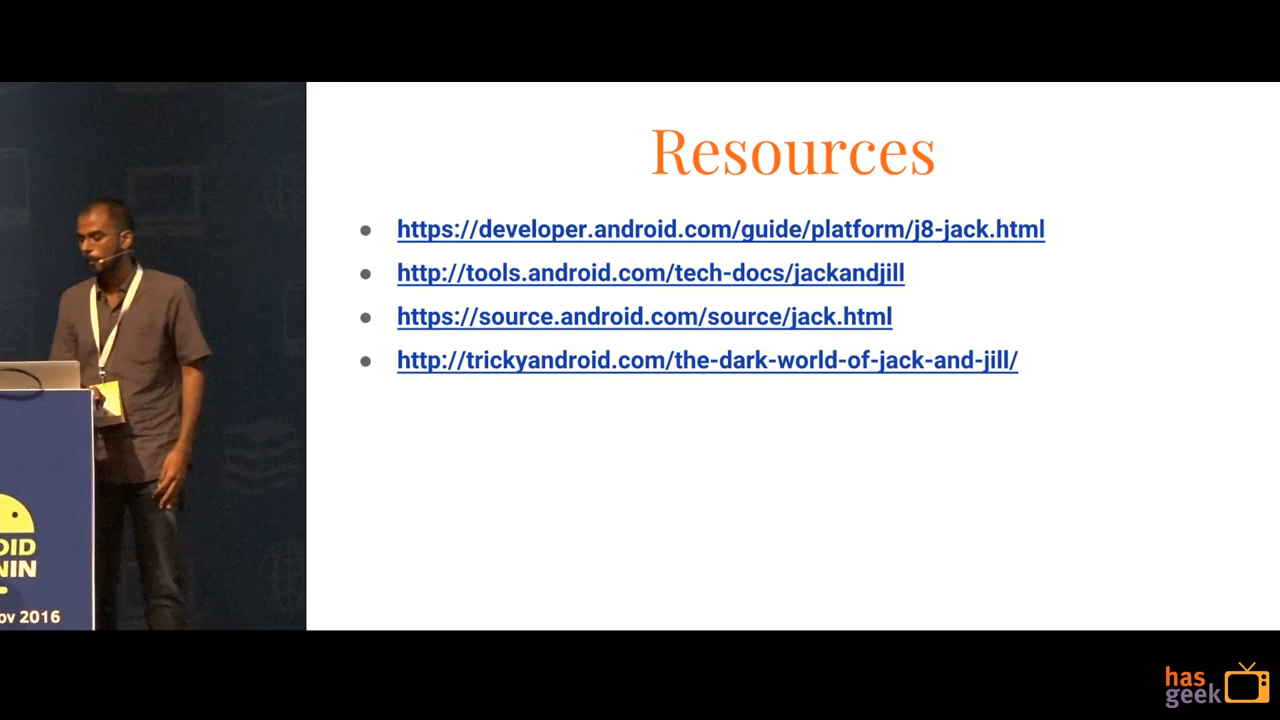 Resources
https://developer.android.com/guide/platform/j8-jack.html
http://tools.android.com/tech-docs/jackandjill
https://source.android.com/source/jack.html
http://trickyandroid.com/the-dark-world-of-jack-and-jill/
OID
NIN
ov 2016
has
geek